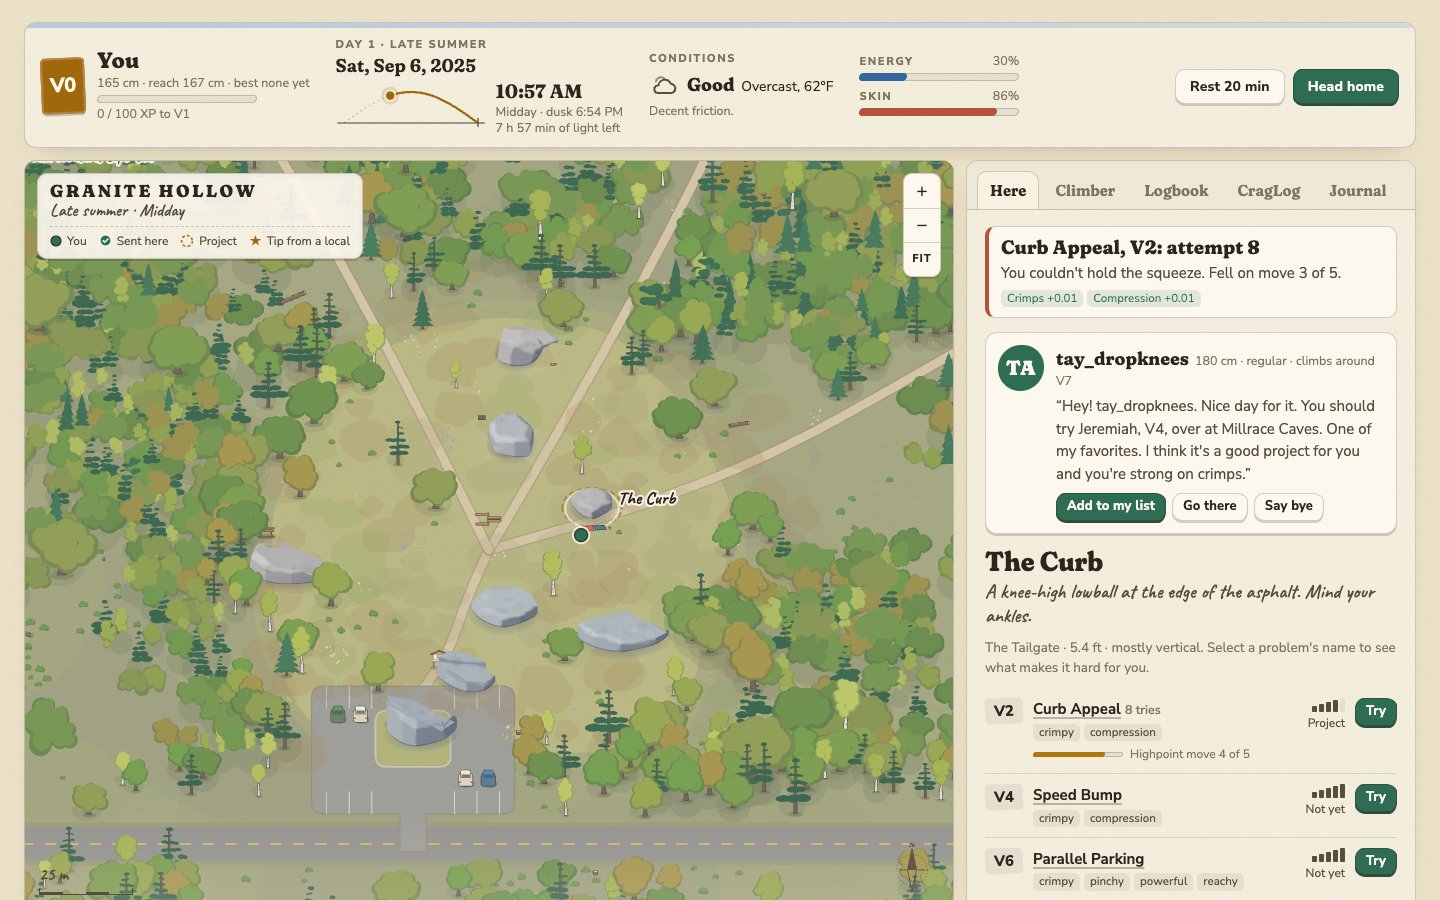 V0
You
165 cm · reach 167 cm · best none yet
0 / 100 XP to V1
DAY 1 · LATE SUMMER
Sat, Sep 6, 2025
10:57 AM
Midday · dusk 6:54 PM
7 h 57 min of light left
CONDITIONS
Good Overcast, 62°F
Decent friction.
ENERGY 30%
SKIN 86%
Rest 20 min
Head home
GRANITE HOLLOW
Late summer · Midday
You
Sent here
Project
Tip from a local
+
−
FIT
The Curb
25 m
N
Here
Climber
Logbook
CragLog
Journal
Curb Appeal, V2: attempt 8
You couldn't hold the squeeze. Fell on move 3 of 5.
Crimps +0.01
Compression +0.01
TA
tay_dropknees 180 cm · regular · climbs around
V7
“Hey! tay_dropknees. Nice day for it. You should
try Jeremiah, V4, over at Millrace Caves. One of
my favorites. I think it's a good project for you
and you're strong on crimps.”
Add to my list
Go there
Say bye
The Curb
A knee-high lowball at the edge of the asphalt. Mind your
ankles.
The Tailgate · 5.4 ft · mostly vertical. Select a problem's name to see
what makes it hard for you.
V2
Curb Appeal 8 tries
crimpy
compression
Highpoint move 4 of 5
Project
Try
V4
Speed Bump
crimpy
compression
Not yet
Try
V6
Parallel Parking
crimpy
pinchy
powerful
reachy
Not yet
Try